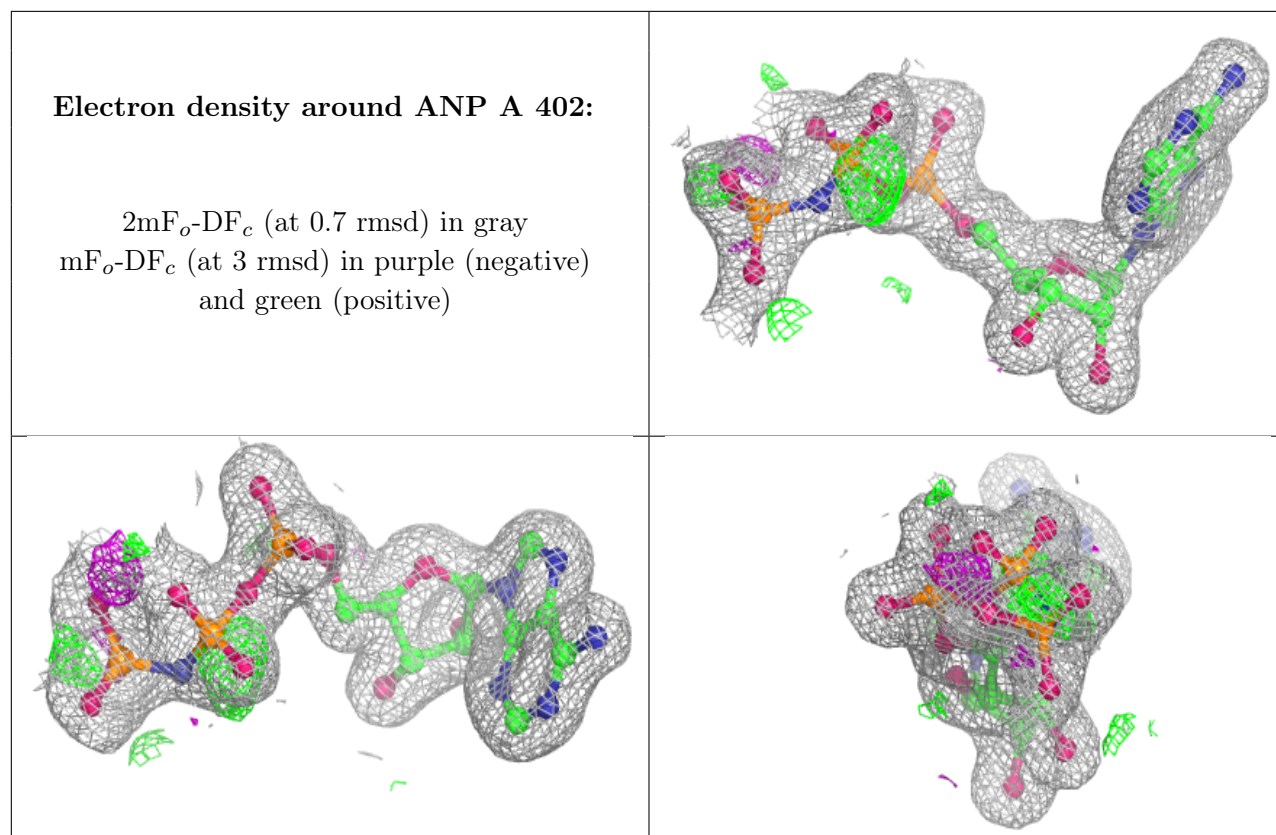 Electron density around ANP A 402:
2mFo-DFc (at 0.7 rmsd) in gray
mFo-DFc (at 3 rmsd) in purple (negative)
and green (positive)